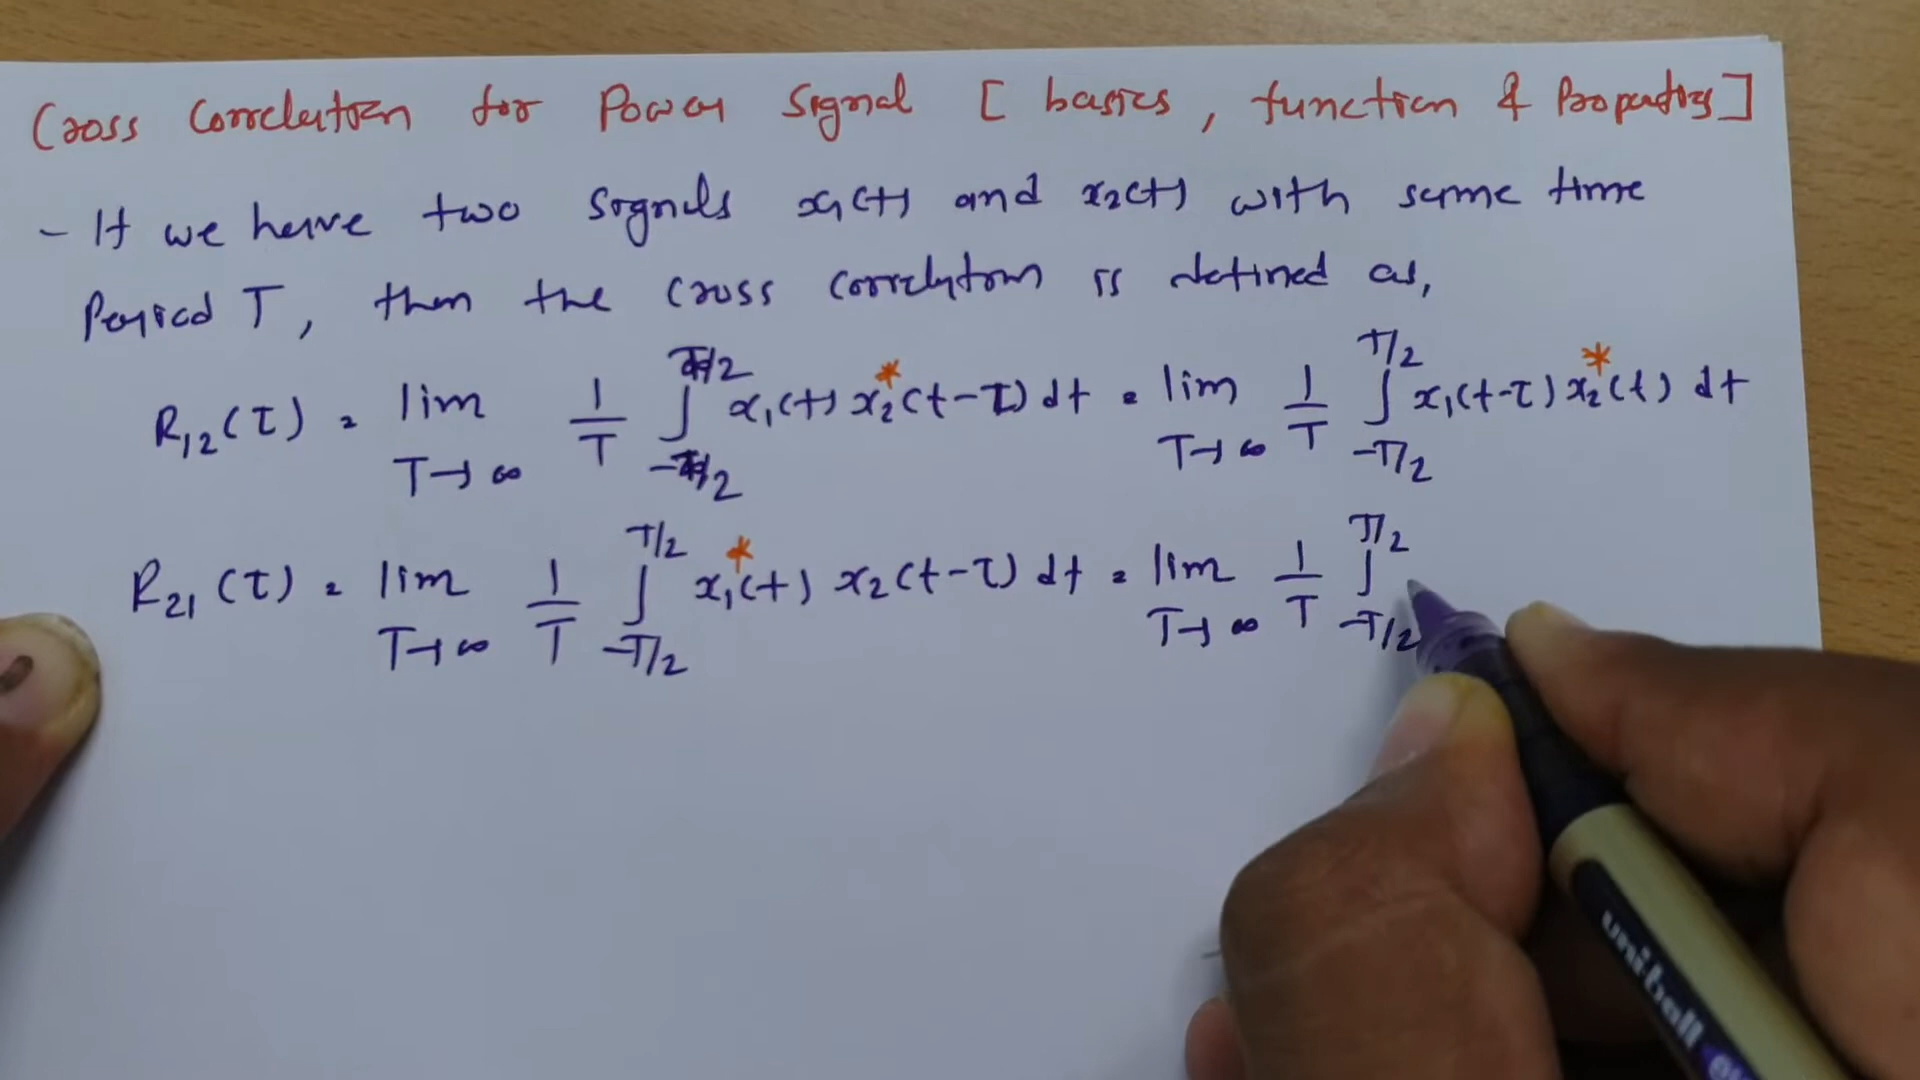 Cross Correlation for Power Signal [ basics, function & Properties ]
- If we have two signals x₁(t) and x₂(t) with same time
Period T, then the cross correlation is defined as,
R₁₂(τ) = lim T→∞ 1/T ∫_{-T/2}^{T/2} x₁(t) x₂*(t-τ) dt = lim T→∞ 1/T ∫_{-T/2}^{T/2} x₁(t-τ) x₂*(t) dt
R₂₁(τ) = lim T→∞ 1/T ∫_{-T/2}^{T/2} x₁*(t) x₂(t-τ) dt = lim T→∞ 1/T ∫_{-T/2}^{T/2}
uniball